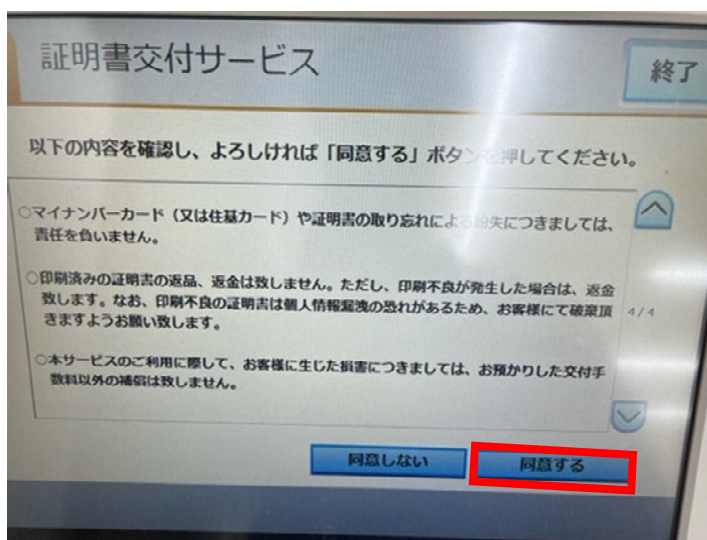 証明書交付サービス
終了
以下の内容を確認し、よろしければ「同意する」ボタンを押してください。
○マイナンバーカード（又は住基カード）や証明書の取り忘れによる紛失につきましては、
責任を負いません。
○印刷済みの証明書の返品、返金は致しません。ただし、印刷不良が発生した場合は、返金
致します。なお、印刷不良の証明書は個人情報漏洩の恐れがあるため、お客様にて破棄頂
きますようお願い致します。
4/4
○本サービスのご利用に際して、お客様に生じた損害につきましては、お預かりした交付手
数料以外の補償は致しません。
同意しない
同意する